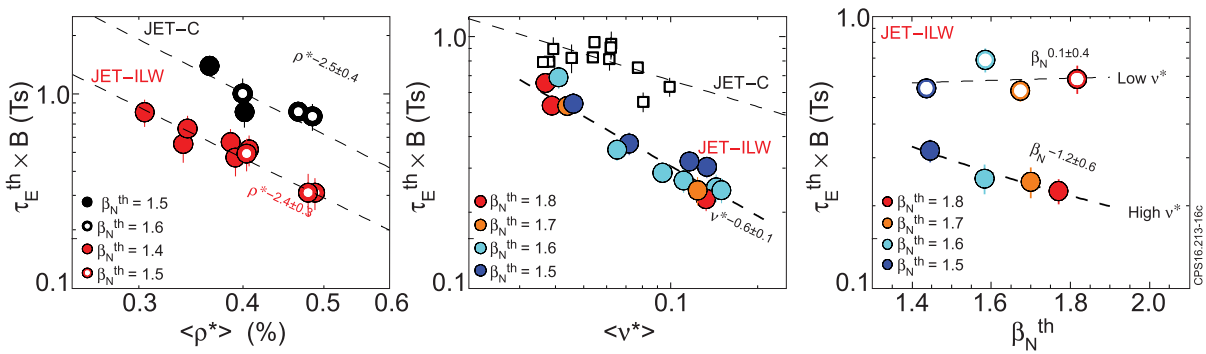 τ_E^th × B (Ts)
1.0
0.1
JET−C
JET−ILW
ρ*−2.5±0.4
ρ*−2.4±0.3
β_N^th = 1.5
β_N^th = 1.6
β_N^th = 1.4
β_N^th = 1.5
0.3 0.4 0.5 0.6
<ρ*> (%)
τ_E^th × B (Ts)
1.0
0.1
JET−C
JET−ILW
ν*−0.6±0.1
β_N^th = 1.8
β_N^th = 1.7
β_N^th = 1.6
β_N^th = 1.5
0.1
<ν*>
τ_E^th × B (Ts)
1.0
0.1
JET−ILW
β_N^0.1±0.4
Low ν*
β_N^−1.2±0.6
High ν*
β_N^th = 1.8
β_N^th = 1.7
β_N^th = 1.6
β_N^th = 1.5
1.4 1.6 1.8 2.0
β_N^th
CPS16.213-16c